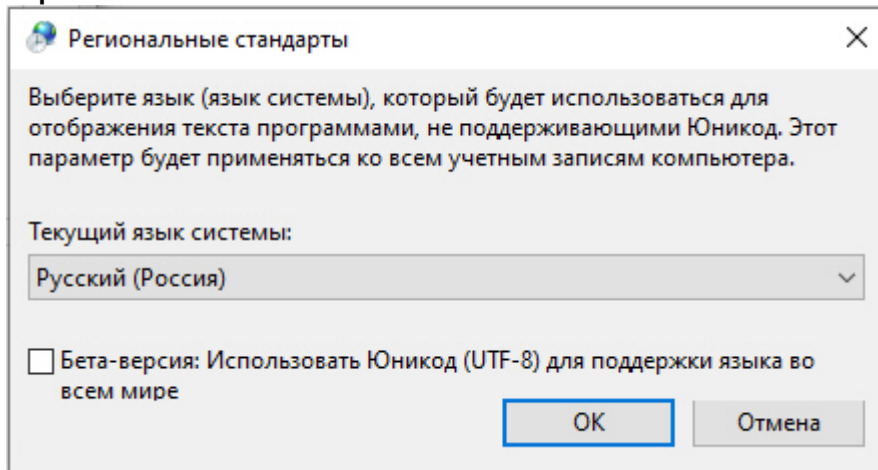 Региональные стандарты
Выберите язык (язык системы), который будет использоваться для
отображения текста программами, не поддерживающими Юникод. Этот
параметр будет применяться ко всем учетным записям компьютера.
Текущий язык системы:
Русский (Россия)
Бета-версия: Использовать Юникод (UTF-8) для поддержки языка во
всем мире
ОК
Отмена